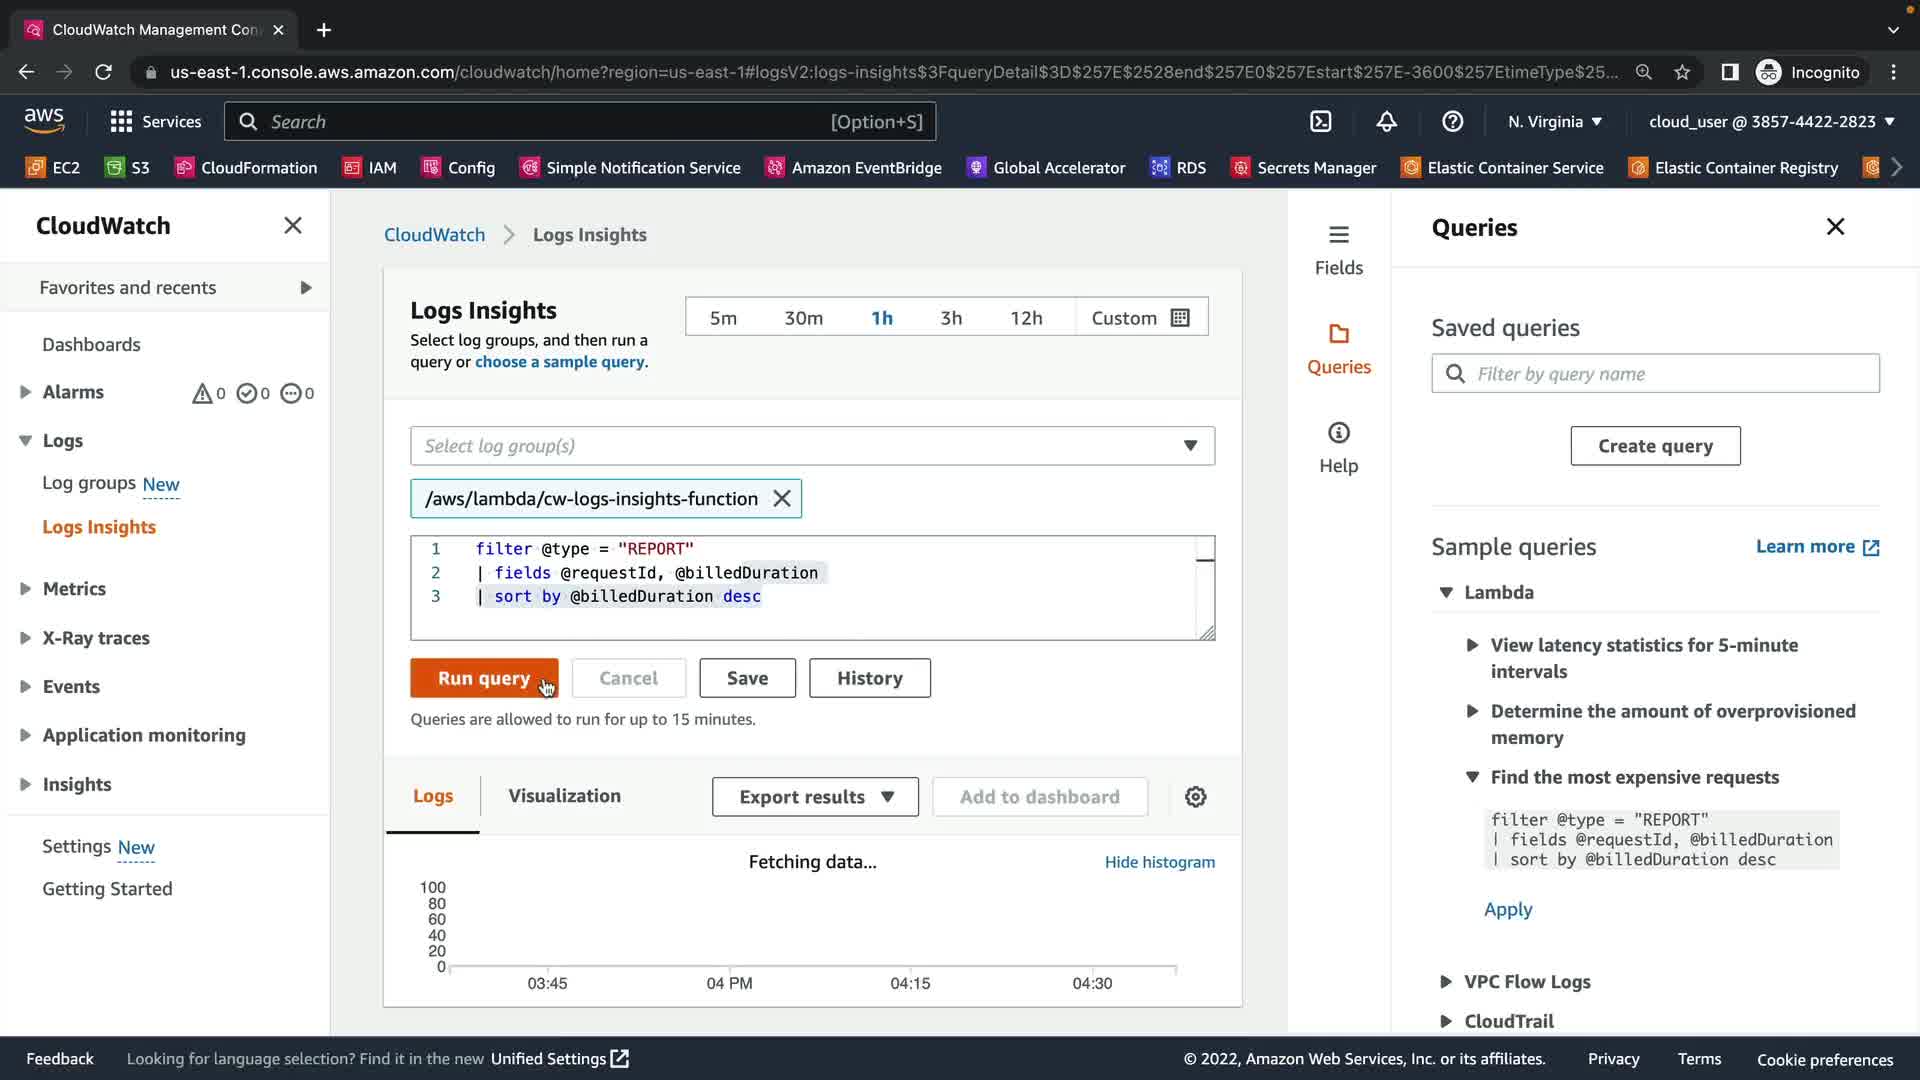 CloudWatch Management Con
us-east-1.console.aws.amazon.com/cloudwatch/home?region=us-east-1#logsV2:logs-insights$3FqueryDetail$3D$257E$2528end$257E0$257Estart$257E-3600$257EtimeType$25...
Incognito
aws
Services
Search
[Option+S]
N. Virginia
cloud_user @ 3857-4422-2823
EC2
S3
CloudFormation
IAM
Config
Simple Notification Service
Amazon EventBridge
Global Accelerator
RDS
Secrets Manager
Elastic Container Service
Elastic Container Registry
CloudWatch
Favorites and recents
Dashboards
Alarms
0
0
0
Logs
Log groups New
Logs Insights
Metrics
X-Ray traces
Events
Application monitoring
Insights
Settings New
Getting Started
CloudWatch
Logs Insights
Logs Insights
Select log groups, and then run a
query or choose a sample query.
5m
30m
1h
3h
12h
Custom
Select log group(s)
/aws/lambda/cw-logs-insights-function
1 filter @type = "REPORT"
2 | fields @requestId, @billedDuration
3 | sort by @billedDuration desc
Run query
Cancel
Save
History
Queries are allowed to run for up to 15 minutes.
Logs
Visualization
Export results
Add to dashboard
Fetching data...
Hide histogram
100
80
60
40
20
0
03:45
04 PM
04:15
04:30
Fields
Queries
Help
Queries
Saved queries
Filter by query name
Create query
Sample queries
Learn more
Lambda
View latency statistics for 5-minute
intervals
Determine the amount of overprovisioned
memory
Find the most expensive requests
filter @type = "REPORT"
| fields @requestId, @billedDuration
| sort by @billedDuration desc
Apply
VPC Flow Logs
CloudTrail
Feedback
Looking for language selection? Find it in the new Unified Settings
© 2022, Amazon Web Services, Inc. or its affiliates.
Privacy
Terms
Cookie preferences